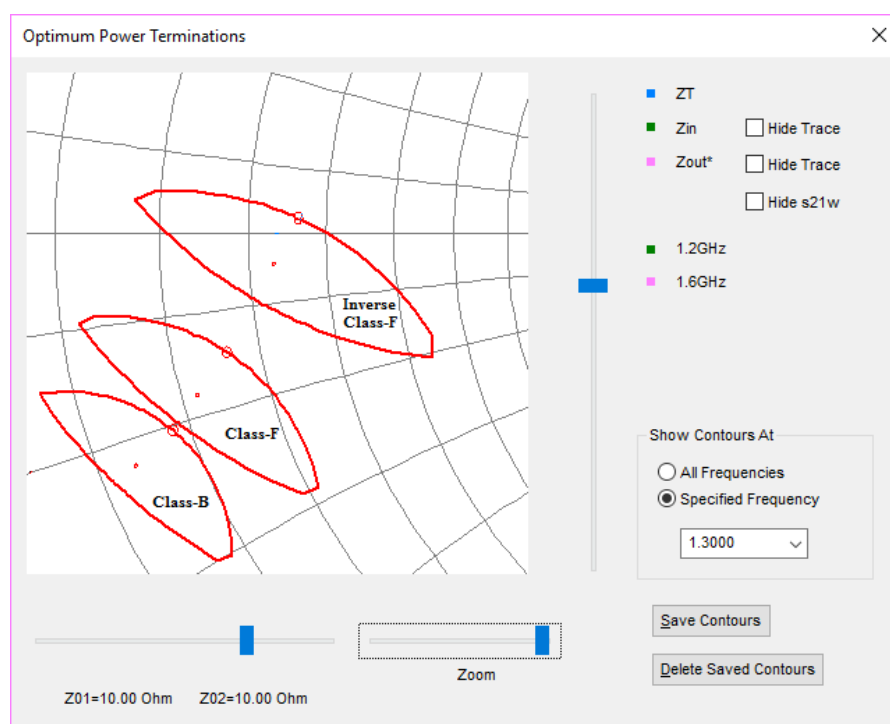 Optimum Power Terminations
ZT
Zin
Hide Trace
Zout*
Hide Trace
Hide s21w
1.2GHz
1.6GHz
Inverse
Class-F
Class-F
Class-B
Show Contours At
All Frequencies
Specified Frequency
1.3000
Save Contours
Delete Saved Contours
Zoom
Z01=10.00 Ohm Z02=10.00 Ohm